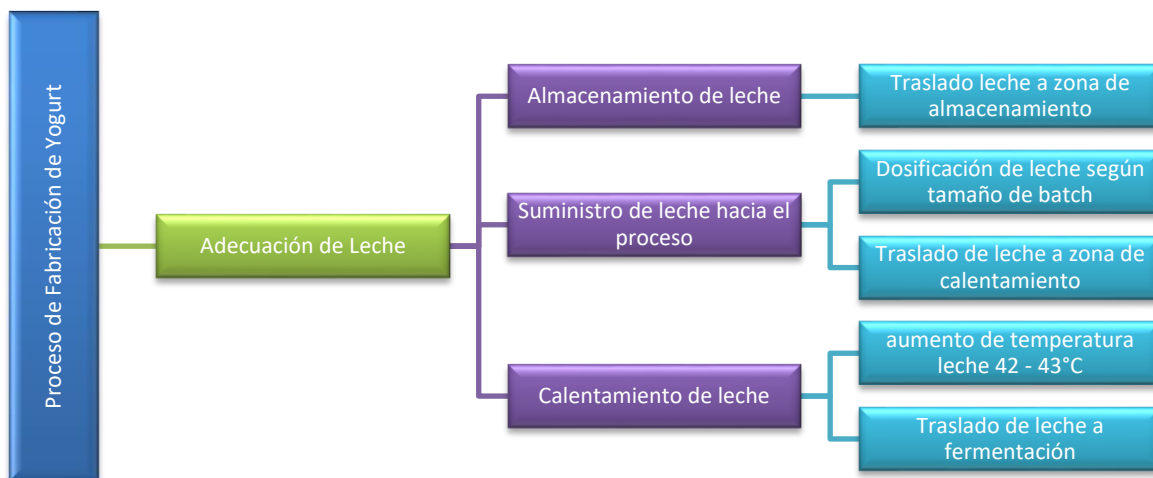 Proceso de Fabricación de Yogurt
Adecuación de Leche
Almacenamiento de leche
Traslado leche a zona de
almacenamiento
Suministro de leche hacia el
proceso
Dosificación de leche según
tamaño de batch
Traslado de leche a zona de
calentamiento
Calentamiento de leche
aumento de temperatura
leche 42 - 43°C
Traslado de leche a
fermentación